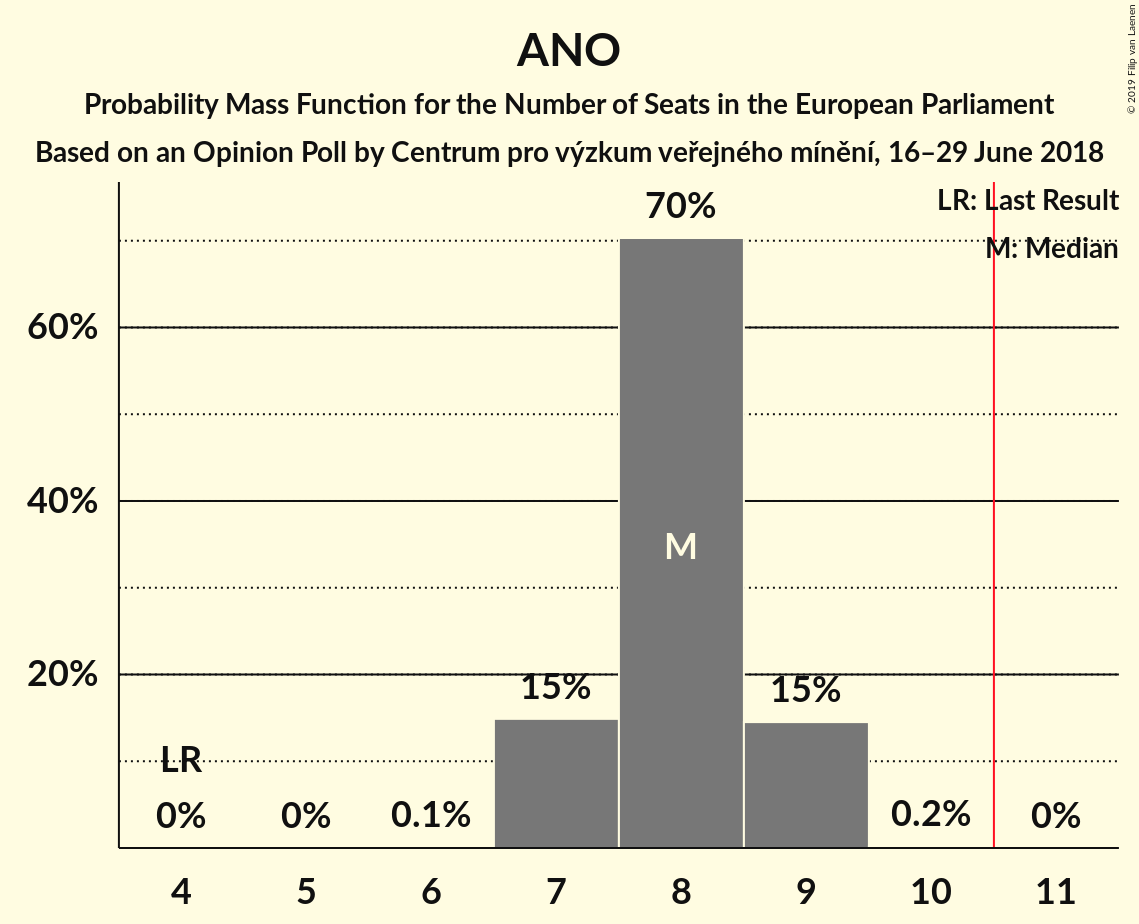 ANO
Probability Mass Function for the Number of Seats in the European Parliament
Based on an Opinion Poll by Centrum pro výzkum veřejného mínění, 16–29 June 2018
© 2019 Filip van Laenen
LR: Last Result
M: Median
70%
60%
40%
20%
M
15%
15%
LR
0%
0%
0.1%
0.2%
0%
4
5
6
7
8
9
10
11